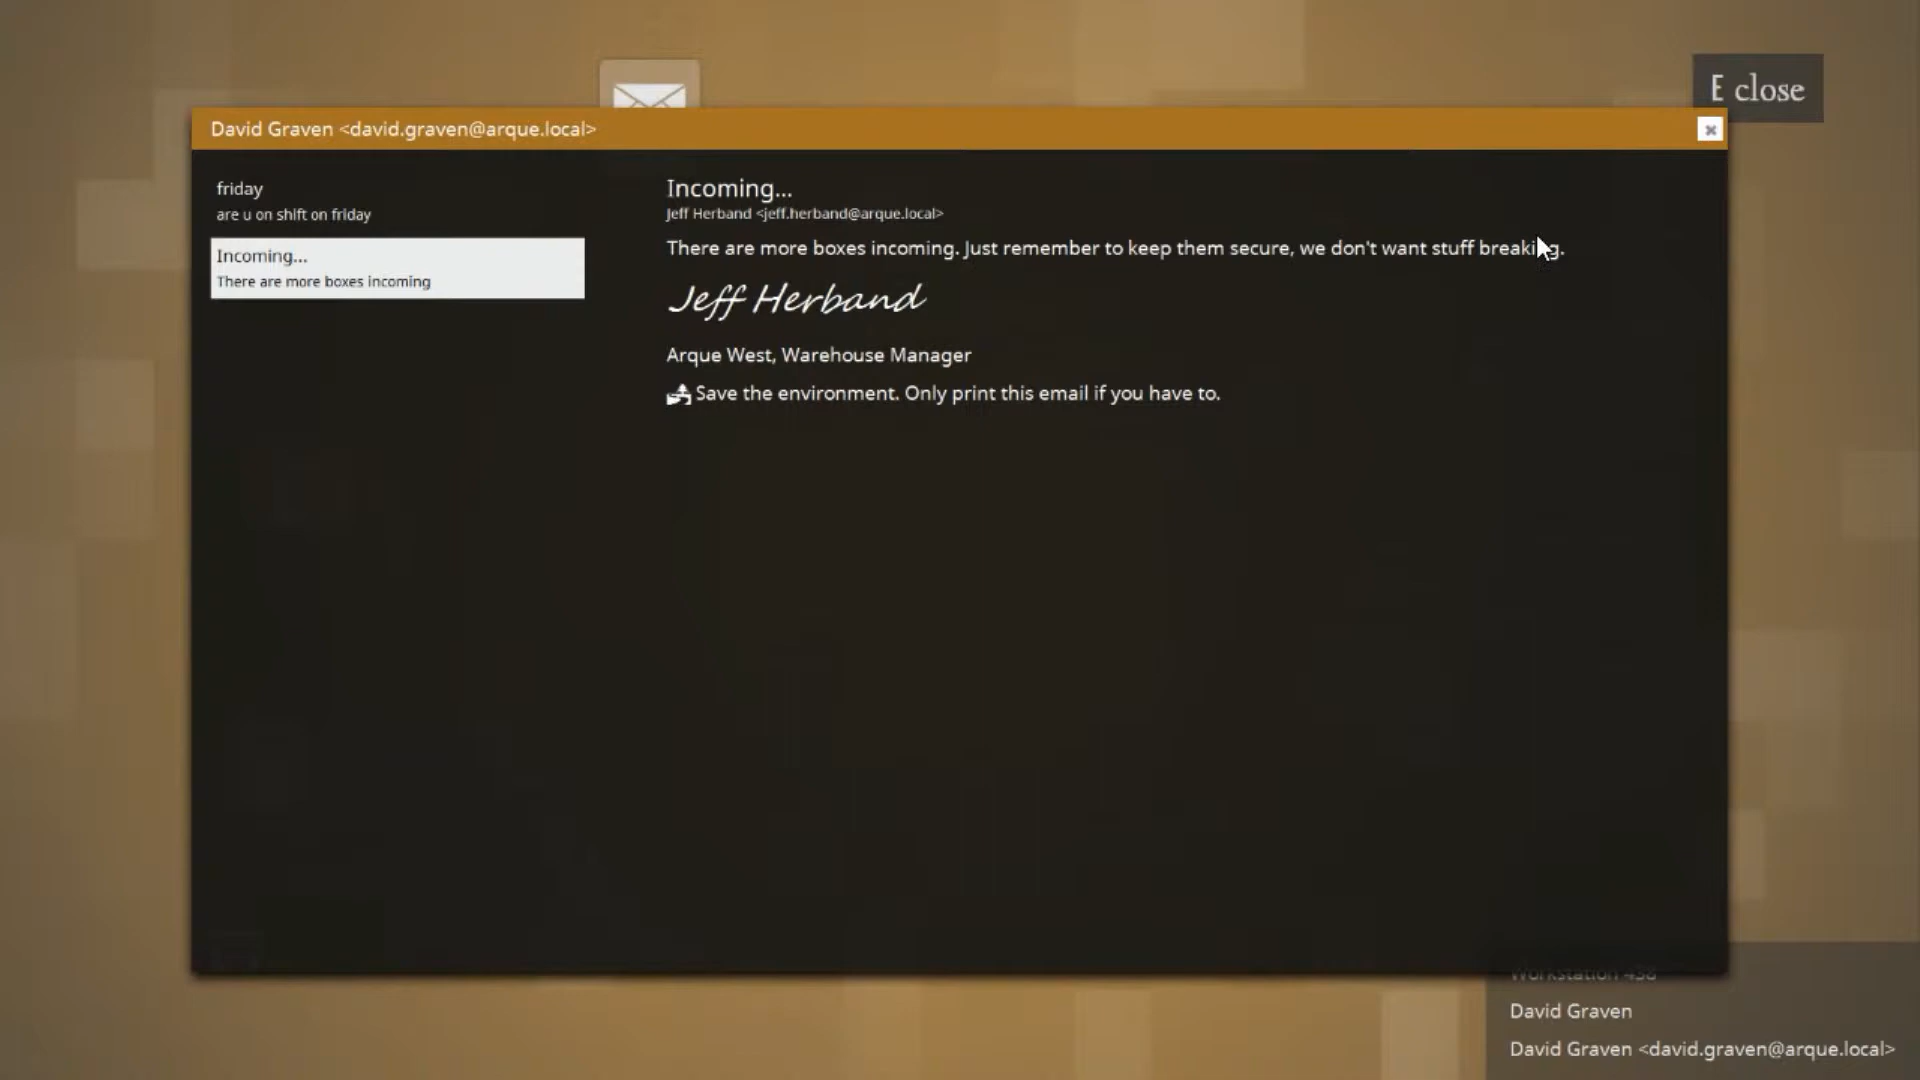 E close
David Graven <david.graven@arque.local>
friday
are u on shift on friday
Incoming...
There are more boxes incoming
Incoming...
Jeff Herband <jeff.herband@arque.local>
There are more boxes incoming. Just remember to keep them secure, we don't want stuff breaking.
Jeff Herband
Arque West, Warehouse Manager
Save the environment. Only print this email if you have to.
Workstation
David Graven
David Graven <david.graven@arque.local>